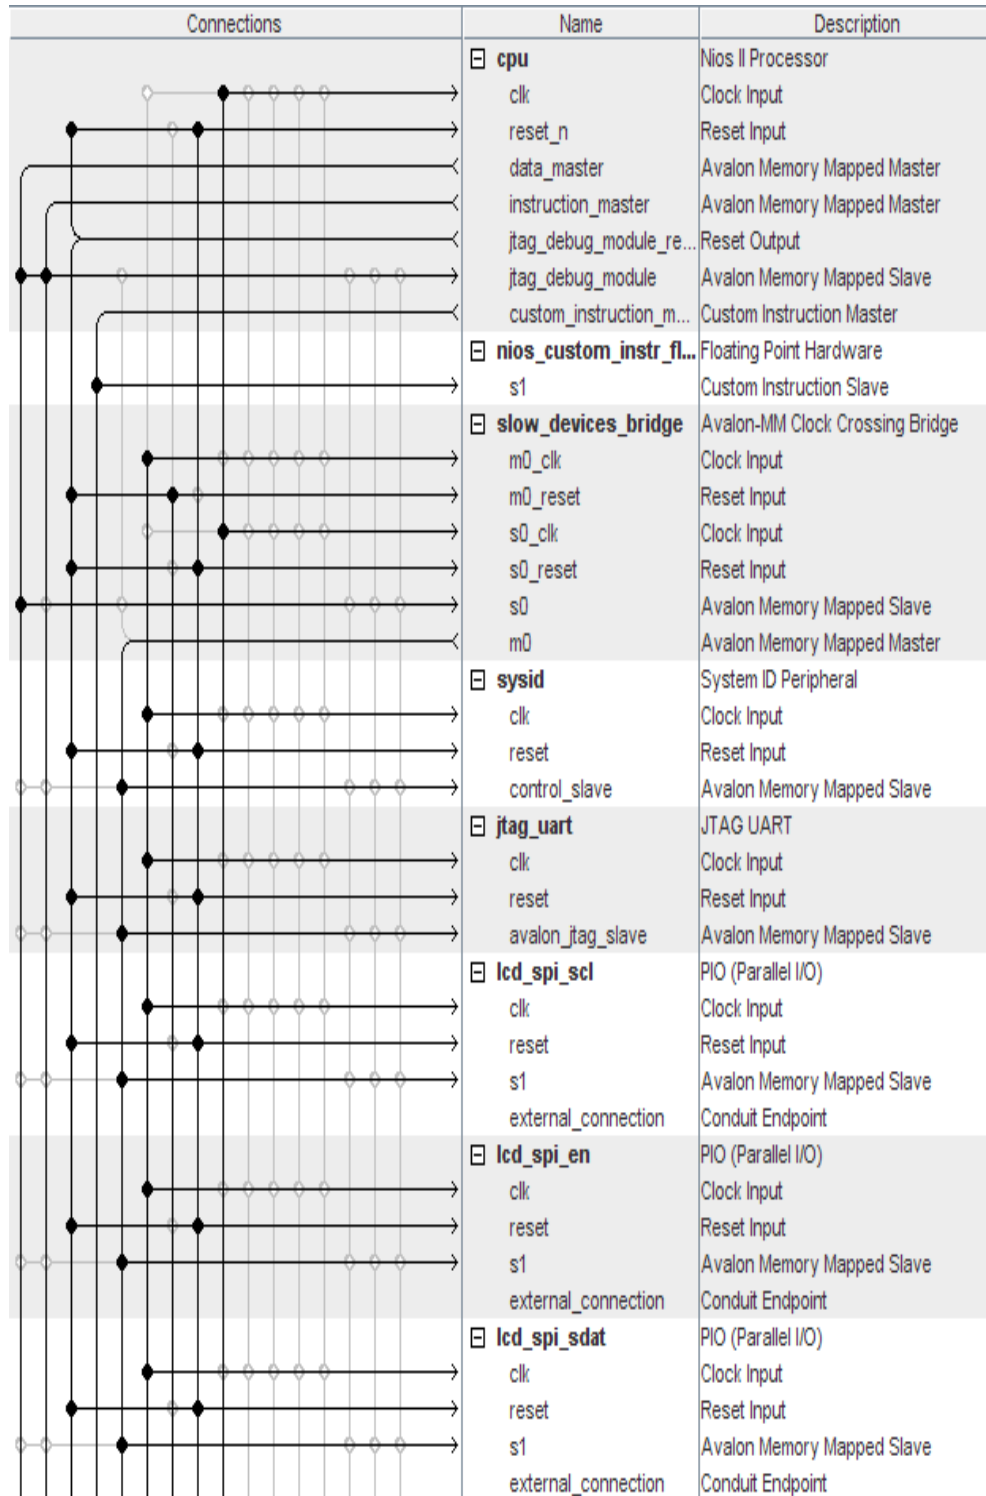 Connections Name Description
cpu Nios II Processor
clk Clock Input
reset_n Reset Input
data_master Avalon Memory Mapped Master
instruction_master Avalon Memory Mapped Master
jtag_debug_module_re... Reset Output
jtag_debug_module Avalon Memory Mapped Slave
custom_instruction_m... Custom Instruction Master
nios_custom_instr_fl... Floating Point Hardware
s1 Custom Instruction Slave
slow_devices_bridge Avalon-MM Clock Crossing Bridge
m0_clk Clock Input
m0_reset Reset Input
s0_clk Clock Input
s0_reset Reset Input
s0 Avalon Memory Mapped Slave
m0 Avalon Memory Mapped Master
sysid System ID Peripheral
clk Clock Input
reset Reset Input
control_slave Avalon Memory Mapped Slave
jtag_uart JTAG UART
clk Clock Input
reset Reset Input
avalon_jtag_slave Avalon Memory Mapped Slave
lcd_spi_scl PIO (Parallel I/O)
clk Clock Input
reset Reset Input
s1 Avalon Memory Mapped Slave
external_connection Conduit Endpoint
lcd_spi_en PIO (Parallel I/O)
clk Clock Input
reset Reset Input
s1 Avalon Memory Mapped Slave
external_connection Conduit Endpoint
lcd_spi_sdat PIO (Parallel I/O)
clk Clock Input
reset Reset Input
s1 Avalon Memory Mapped Slave
external_connection Conduit Endpoint